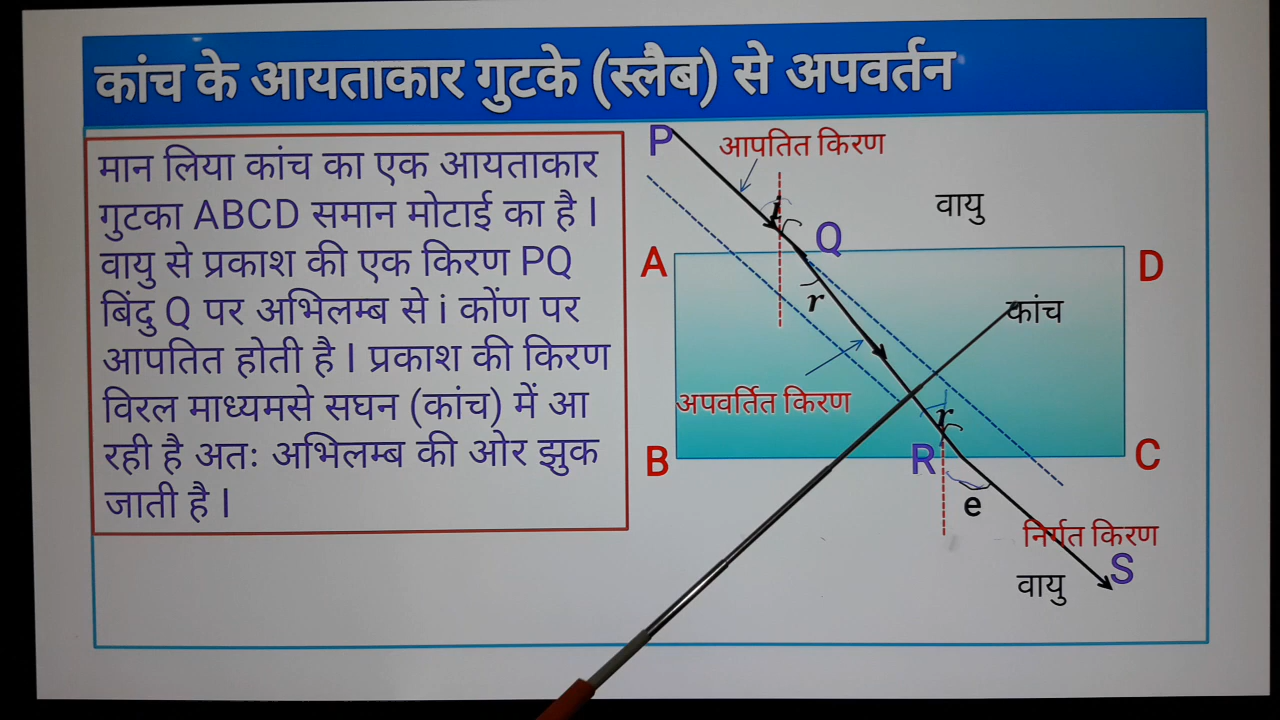 कांच के आयताकार गुटके (स्लैब) से अपवर्तन
मान लिया कांच का एक आयताकार
गुटका ABCD समान मोटाई का है I
वायु से प्रकाश की एक किरण PQ
बिंदु Q पर अभिलम्ब से i कोंण पर
आपतित होती है I प्रकाश की किरण
विरल माध्यमसे सघन (कांच) में आ
रही है अतः अभिलम्ब की ओर झुक
जाती है I
P
आपतित किरण
i
वायु
Q
A
D
r
कांच
अपवर्तित किरण
r
B
R
C
e
निर्गत किरण
S
वायु